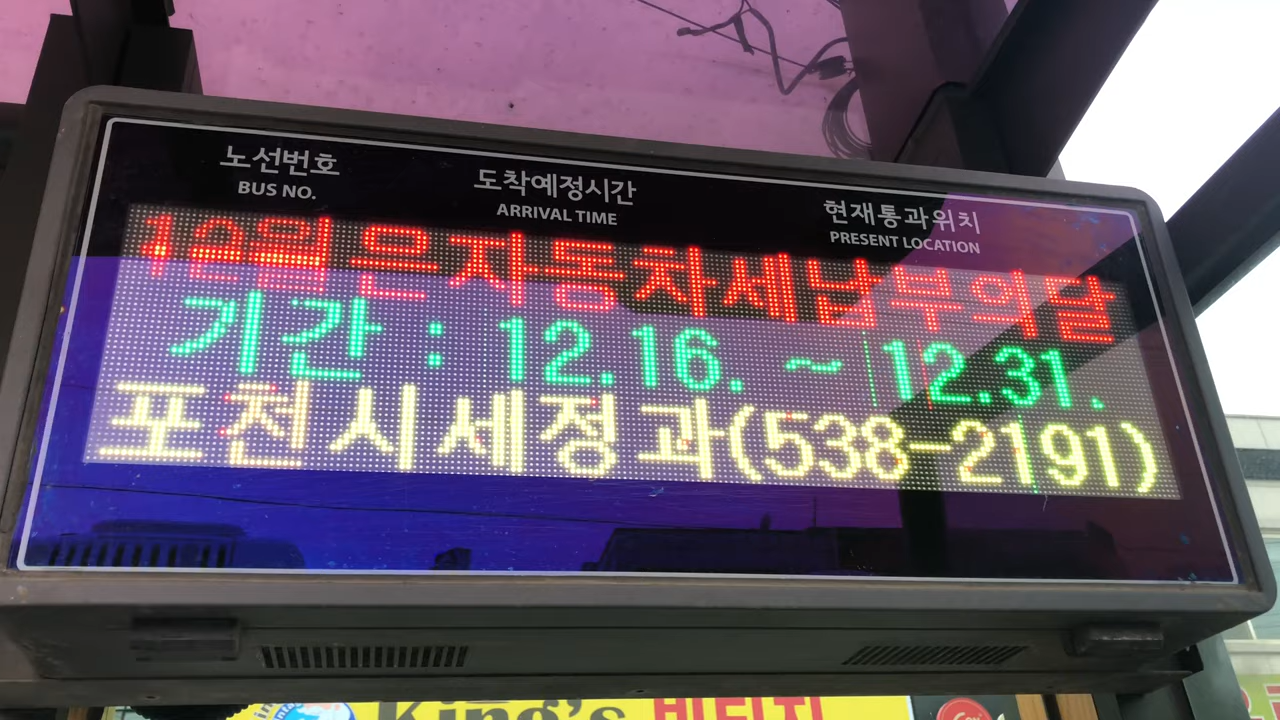 노선번호
BUS NO.
도착예정시간
ARRIVAL TIME
현재통과위치
PRESENT LOCATION
12월은자동차세납부의달
기간 : 12.16. ~ 12.31.
포천시세정과(538-2191)
King's